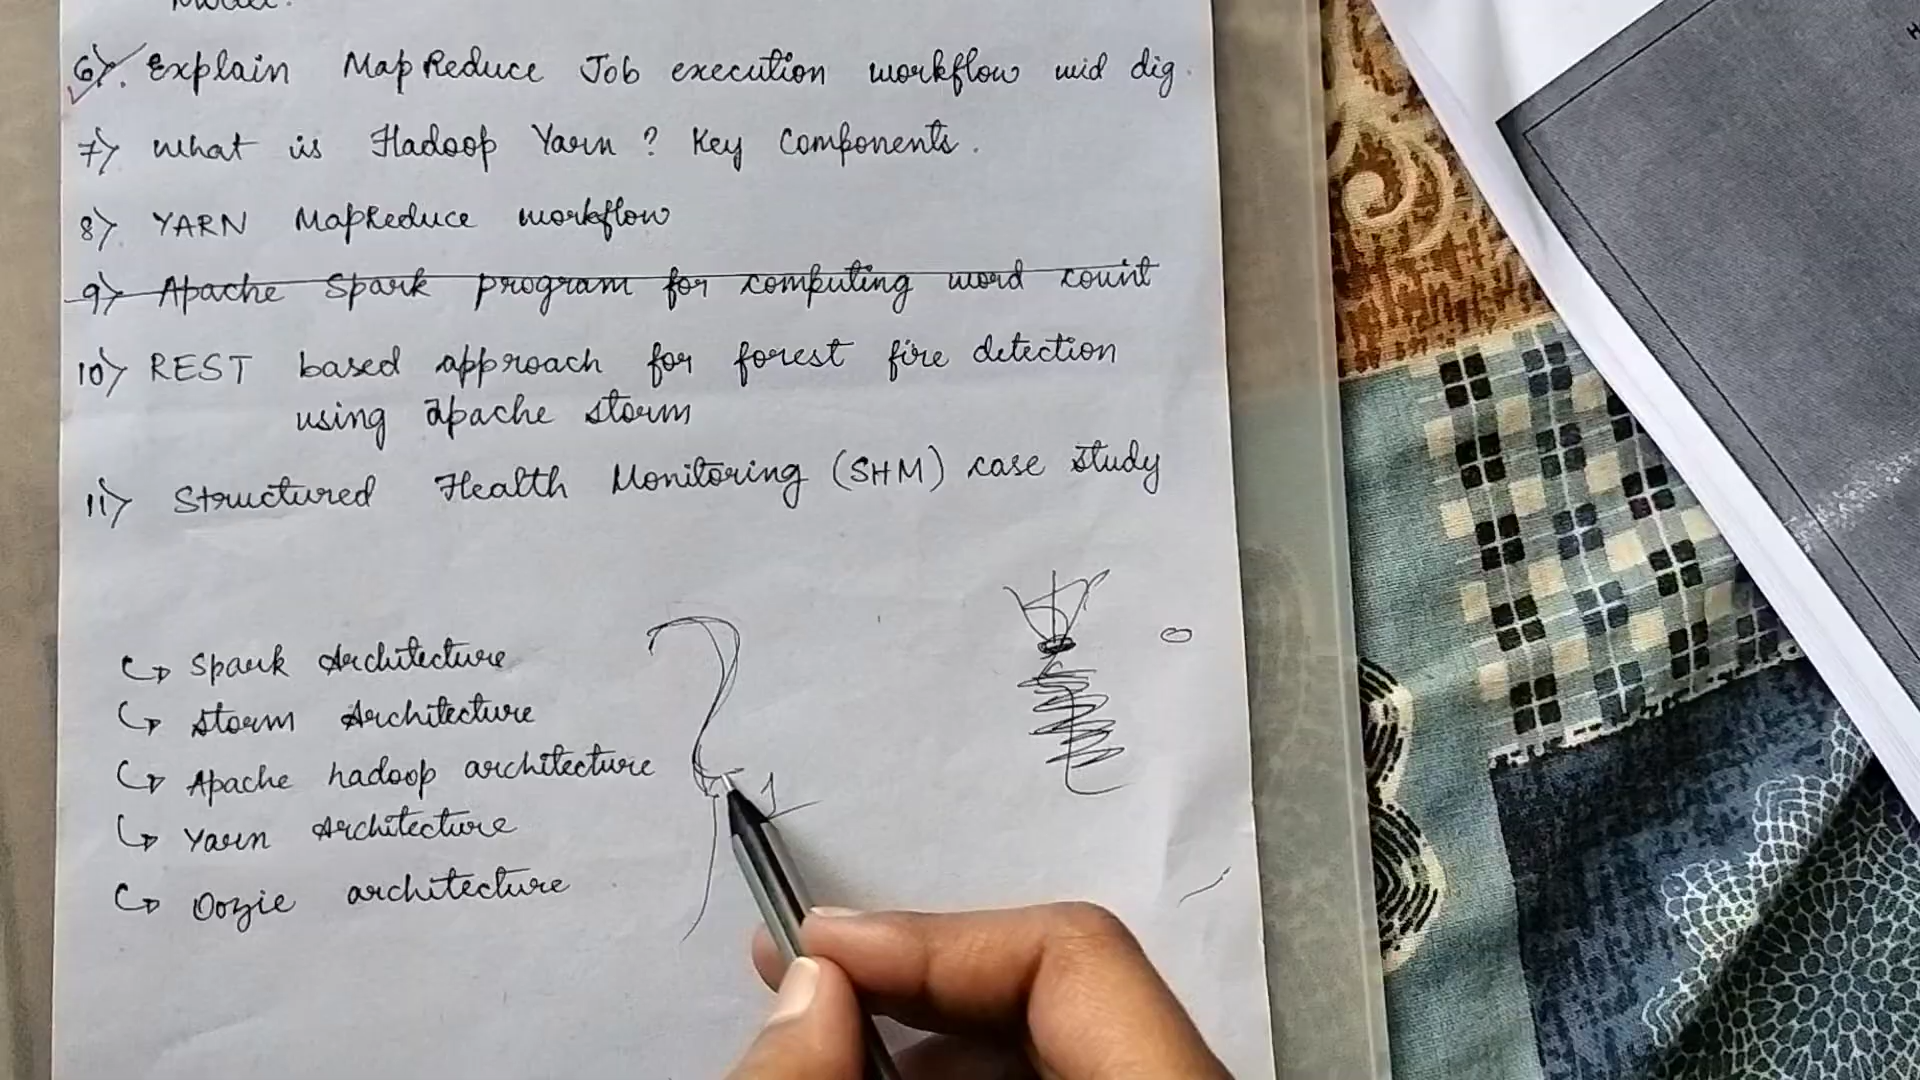 Model.
6) Explain MapReduce Job execution workflow wid dig.
7) What is Hadoop Yarn? Key Components.
8) YARN MapReduce workflow
9) Apache Spark program for computing word count
10) REST based approach for forest fire detection
using apache storm
11) Structured Health Monitoring (SHM) case study
Spark Architecture
Storm Architecture
Apache hadoop architecture
Yarn Architecture
Oozie architecture